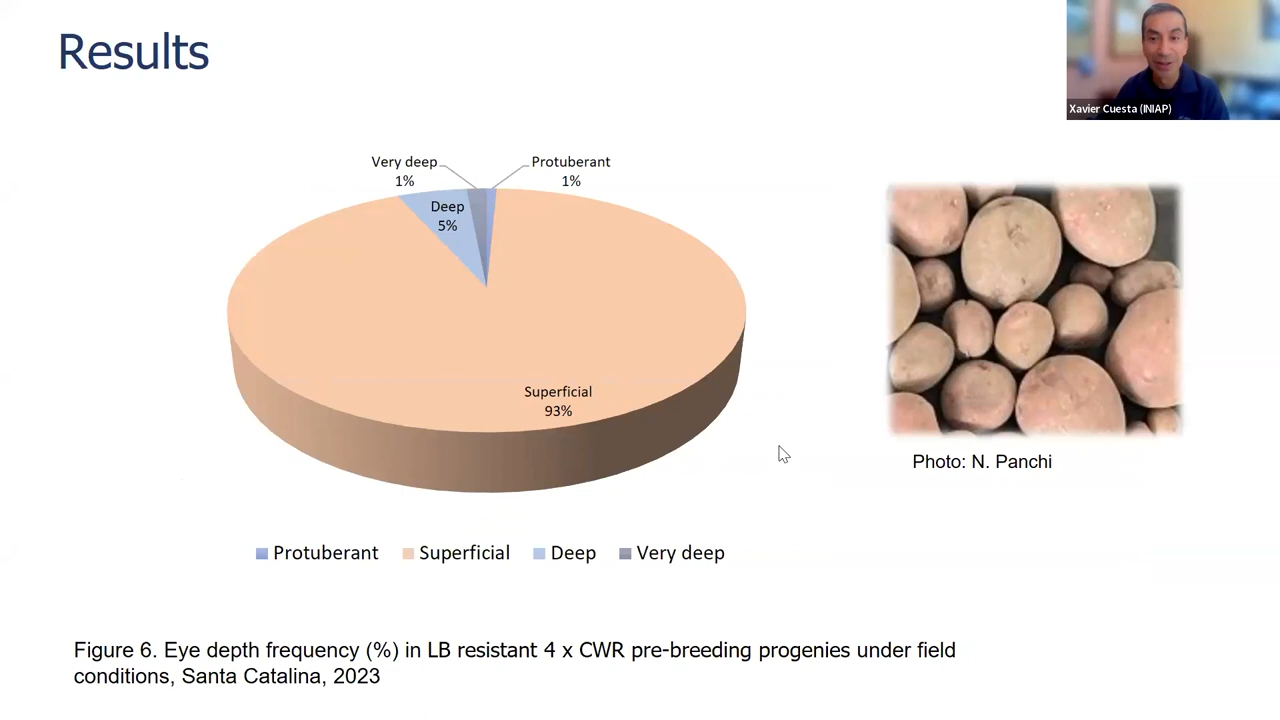 Results
Xavier Cuesta (INIAP)
Very deep
1%
Protuberant
1%
Deep
5%
Superficial
93%
Photo: N. Panchi
Protuberant Superficial Deep Very deep
Figure 6. Eye depth frequency (%) in LB resistant 4 x CWR pre-breeding progenies under field
conditions, Santa Catalina, 2023